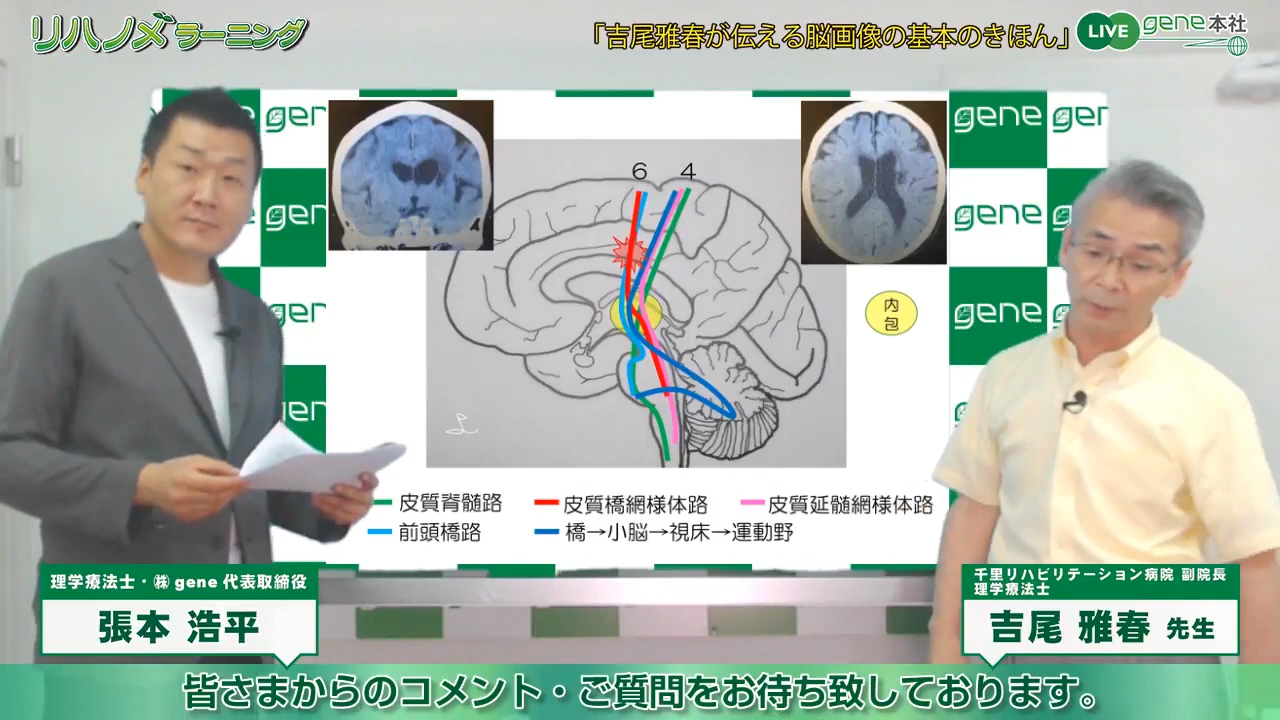 リハノメラーニング
「吉尾雅春が伝える脳画像の基本のきほん」
LIVE gene本社
gene
gene
gene
gene
6 4
内包
皮質脊髄路 皮質橋網様体路 皮質延髄網様体路
前頭橋路 橋→小脳→視床→運動野
理学療法士・㈱gene代表取締役
張本 浩平
千里リハビリテーション病院 副院長
理学療法士
吉尾 雅春 先生
皆さまからのコメント・ご質問をお待ち致しております。